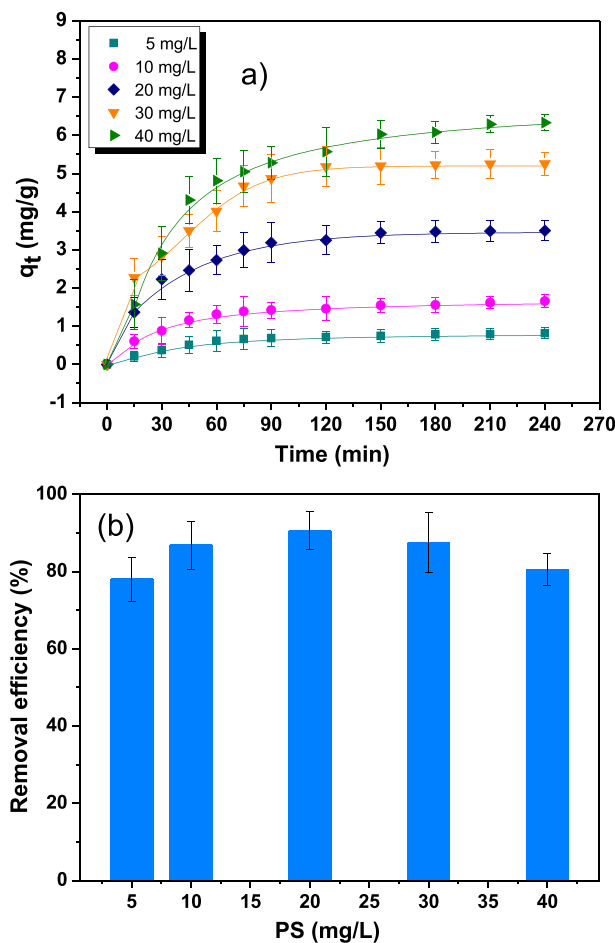 9
8
7
6
5
4
3
2
1
0
-1
5 mg/L
10 mg/L
20 mg/L
30 mg/L
40 mg/L
a)
qt (mg/g)
0 30 60 90 120 150 180 210 240 270
Time (min)
100
80
60
40
20
0
(b)
Removal efficiency (%)
5 10 15 20 25 30 35 40
PS (mg/L)